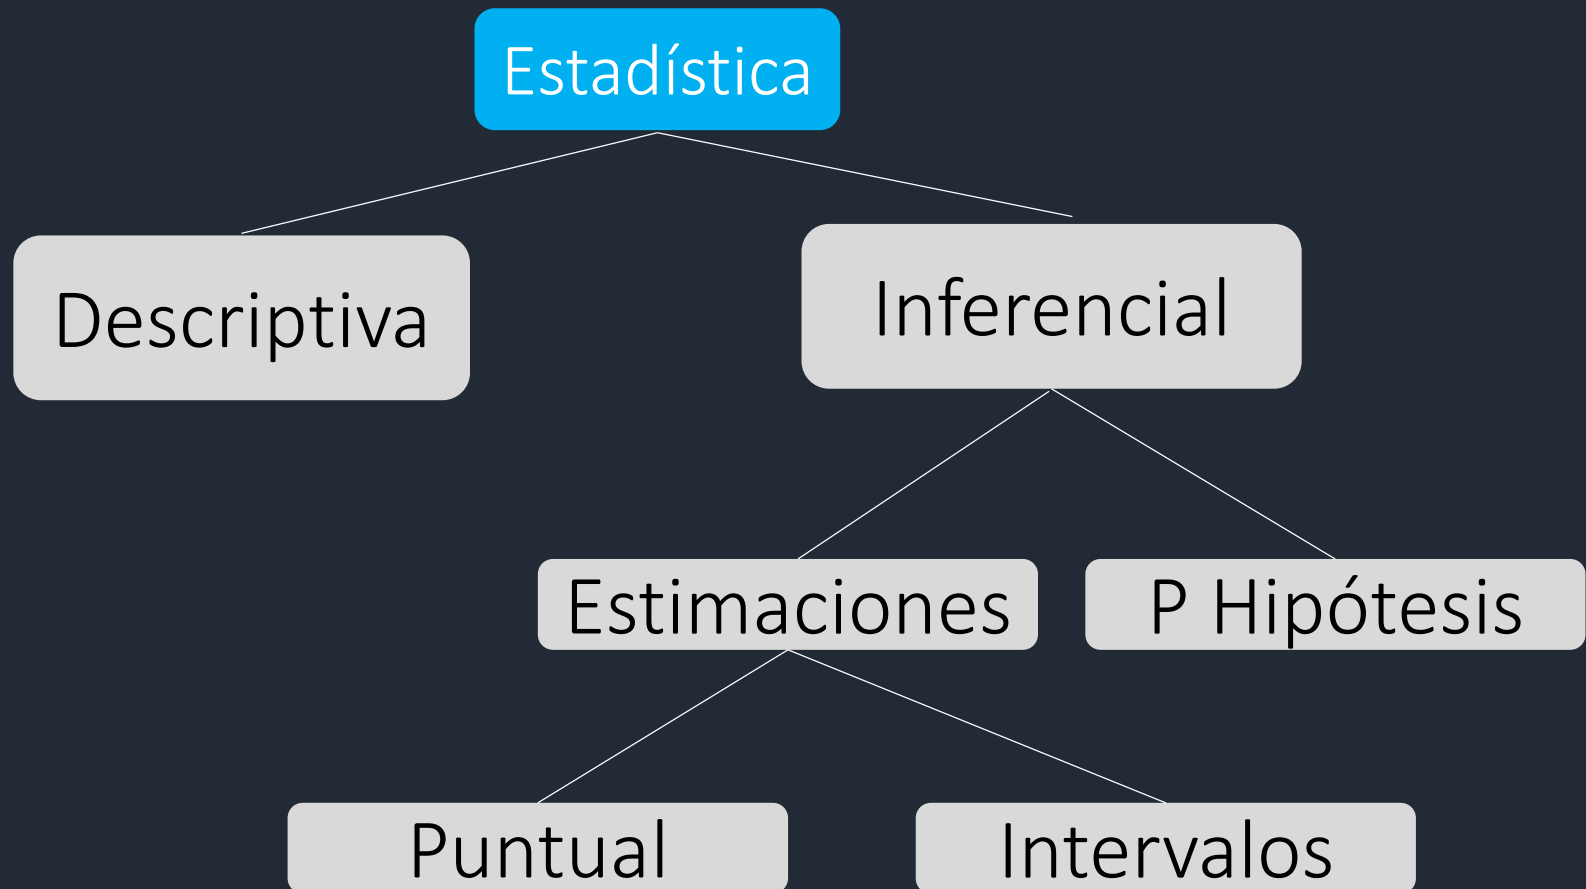 Estadística
Descriptiva
Inferencial
Estimaciones
P Hipótesis
Puntual
Intervalos